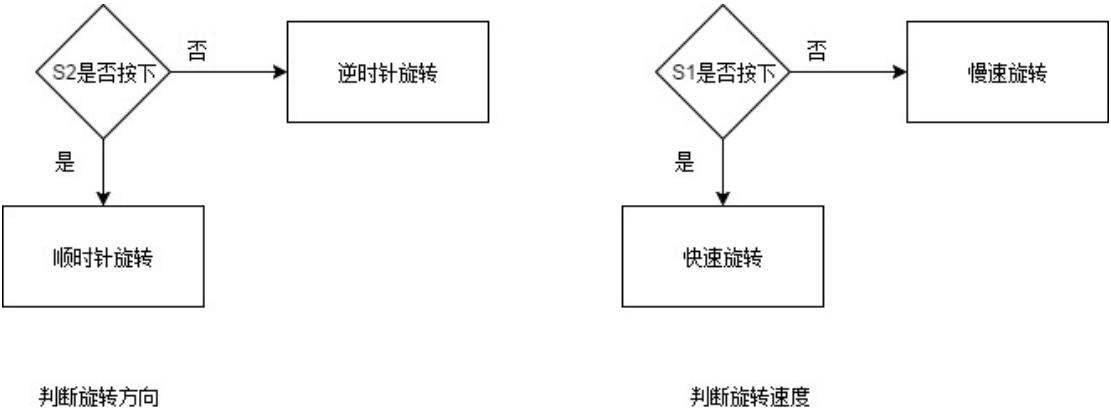 S2是否按下
否
逆时针旋转
是
顺时针旋转
判断旋转方向
S1是否按下
否
慢速旋转
是
快速旋转
判断旋转速度